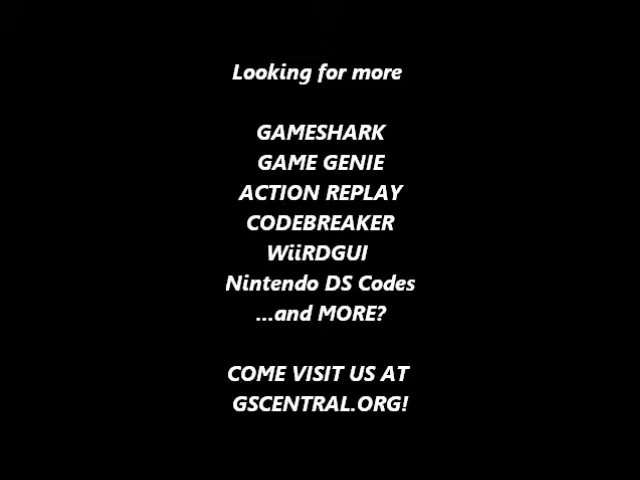 Looking for more
GAMESHARK
GAME GENIE
ACTION REPLAY
CODEBREAKER
WiiRDGUI
Nintendo DS Codes
...and MORE?
COME VISIT US AT
GSCENTRAL.ORG!